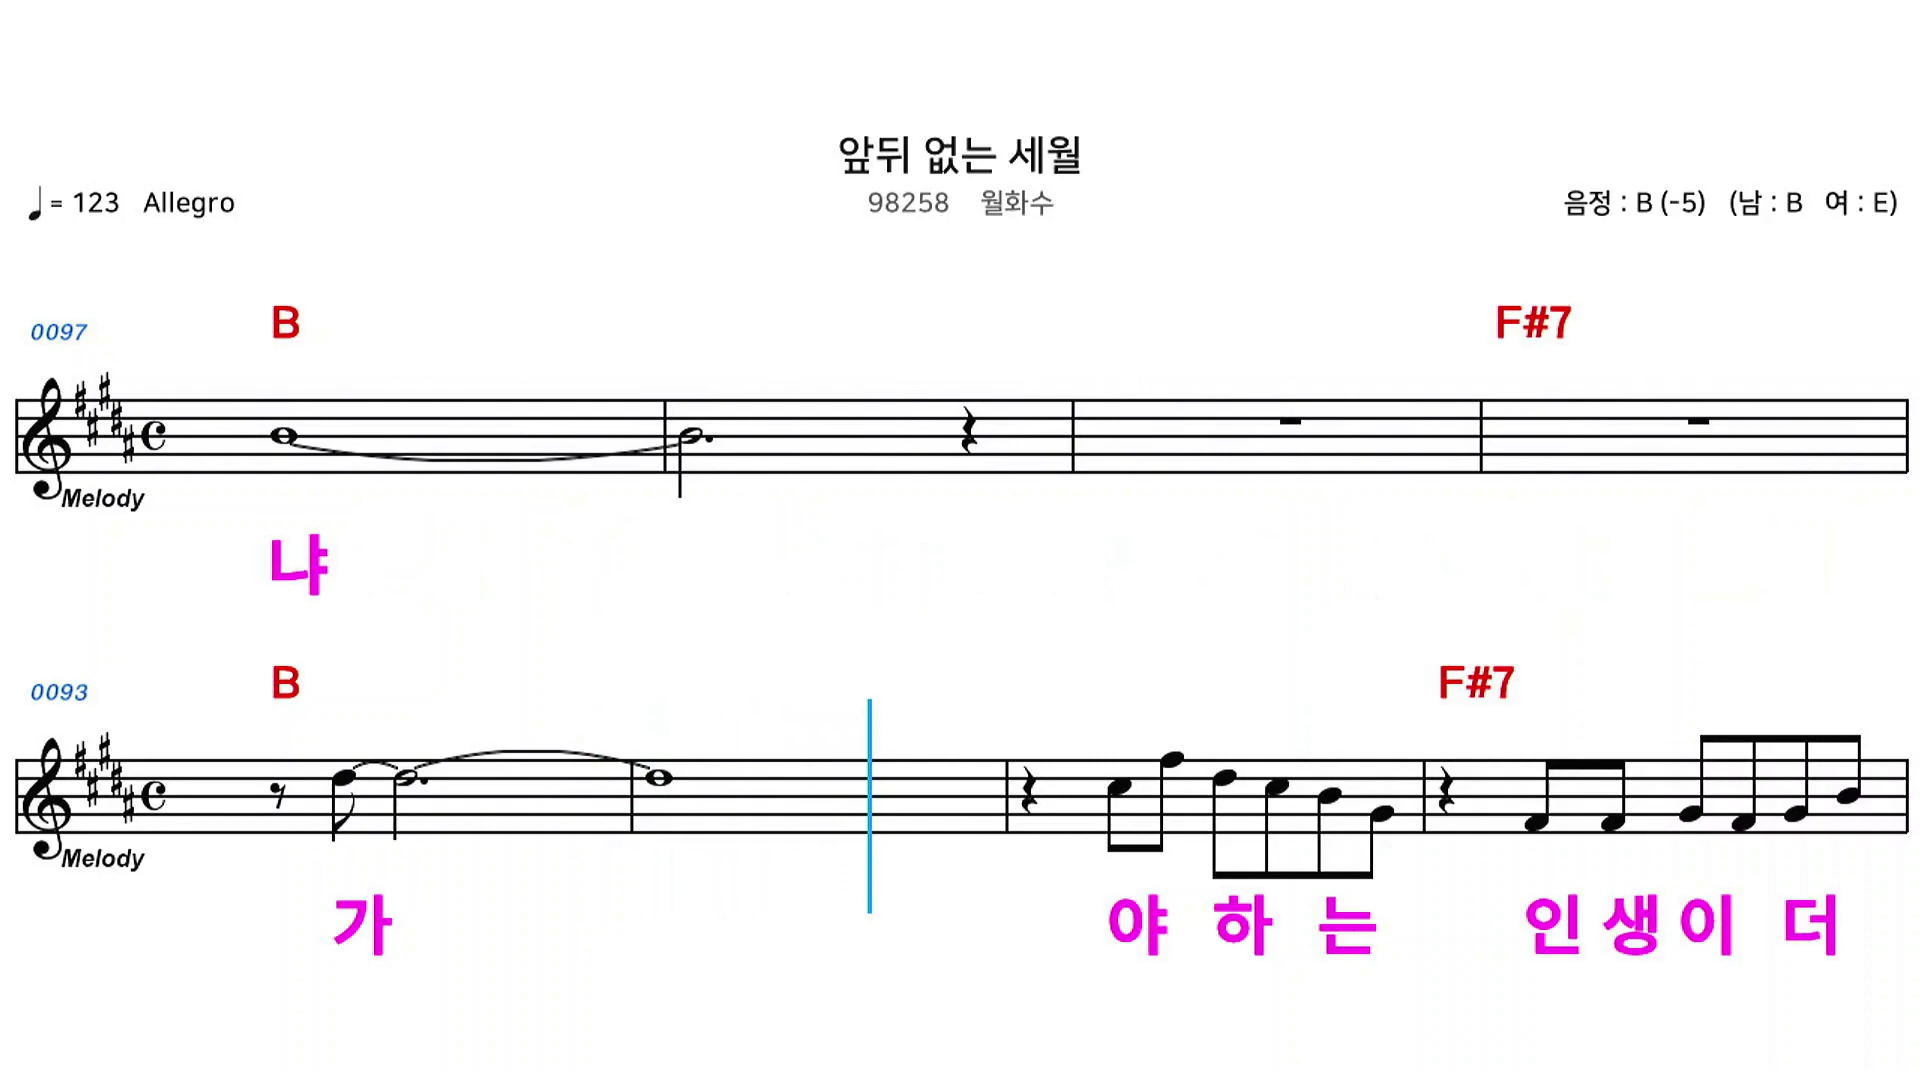 앞뒤 없는 세월
♩= 123 Allegro 98258 월화수 음정 : B (-5) (남 : B 여 : E)
0097 B F#7
Melody
냐
0093 B F#7
Melody
가 야 하 는 인 생 이 더